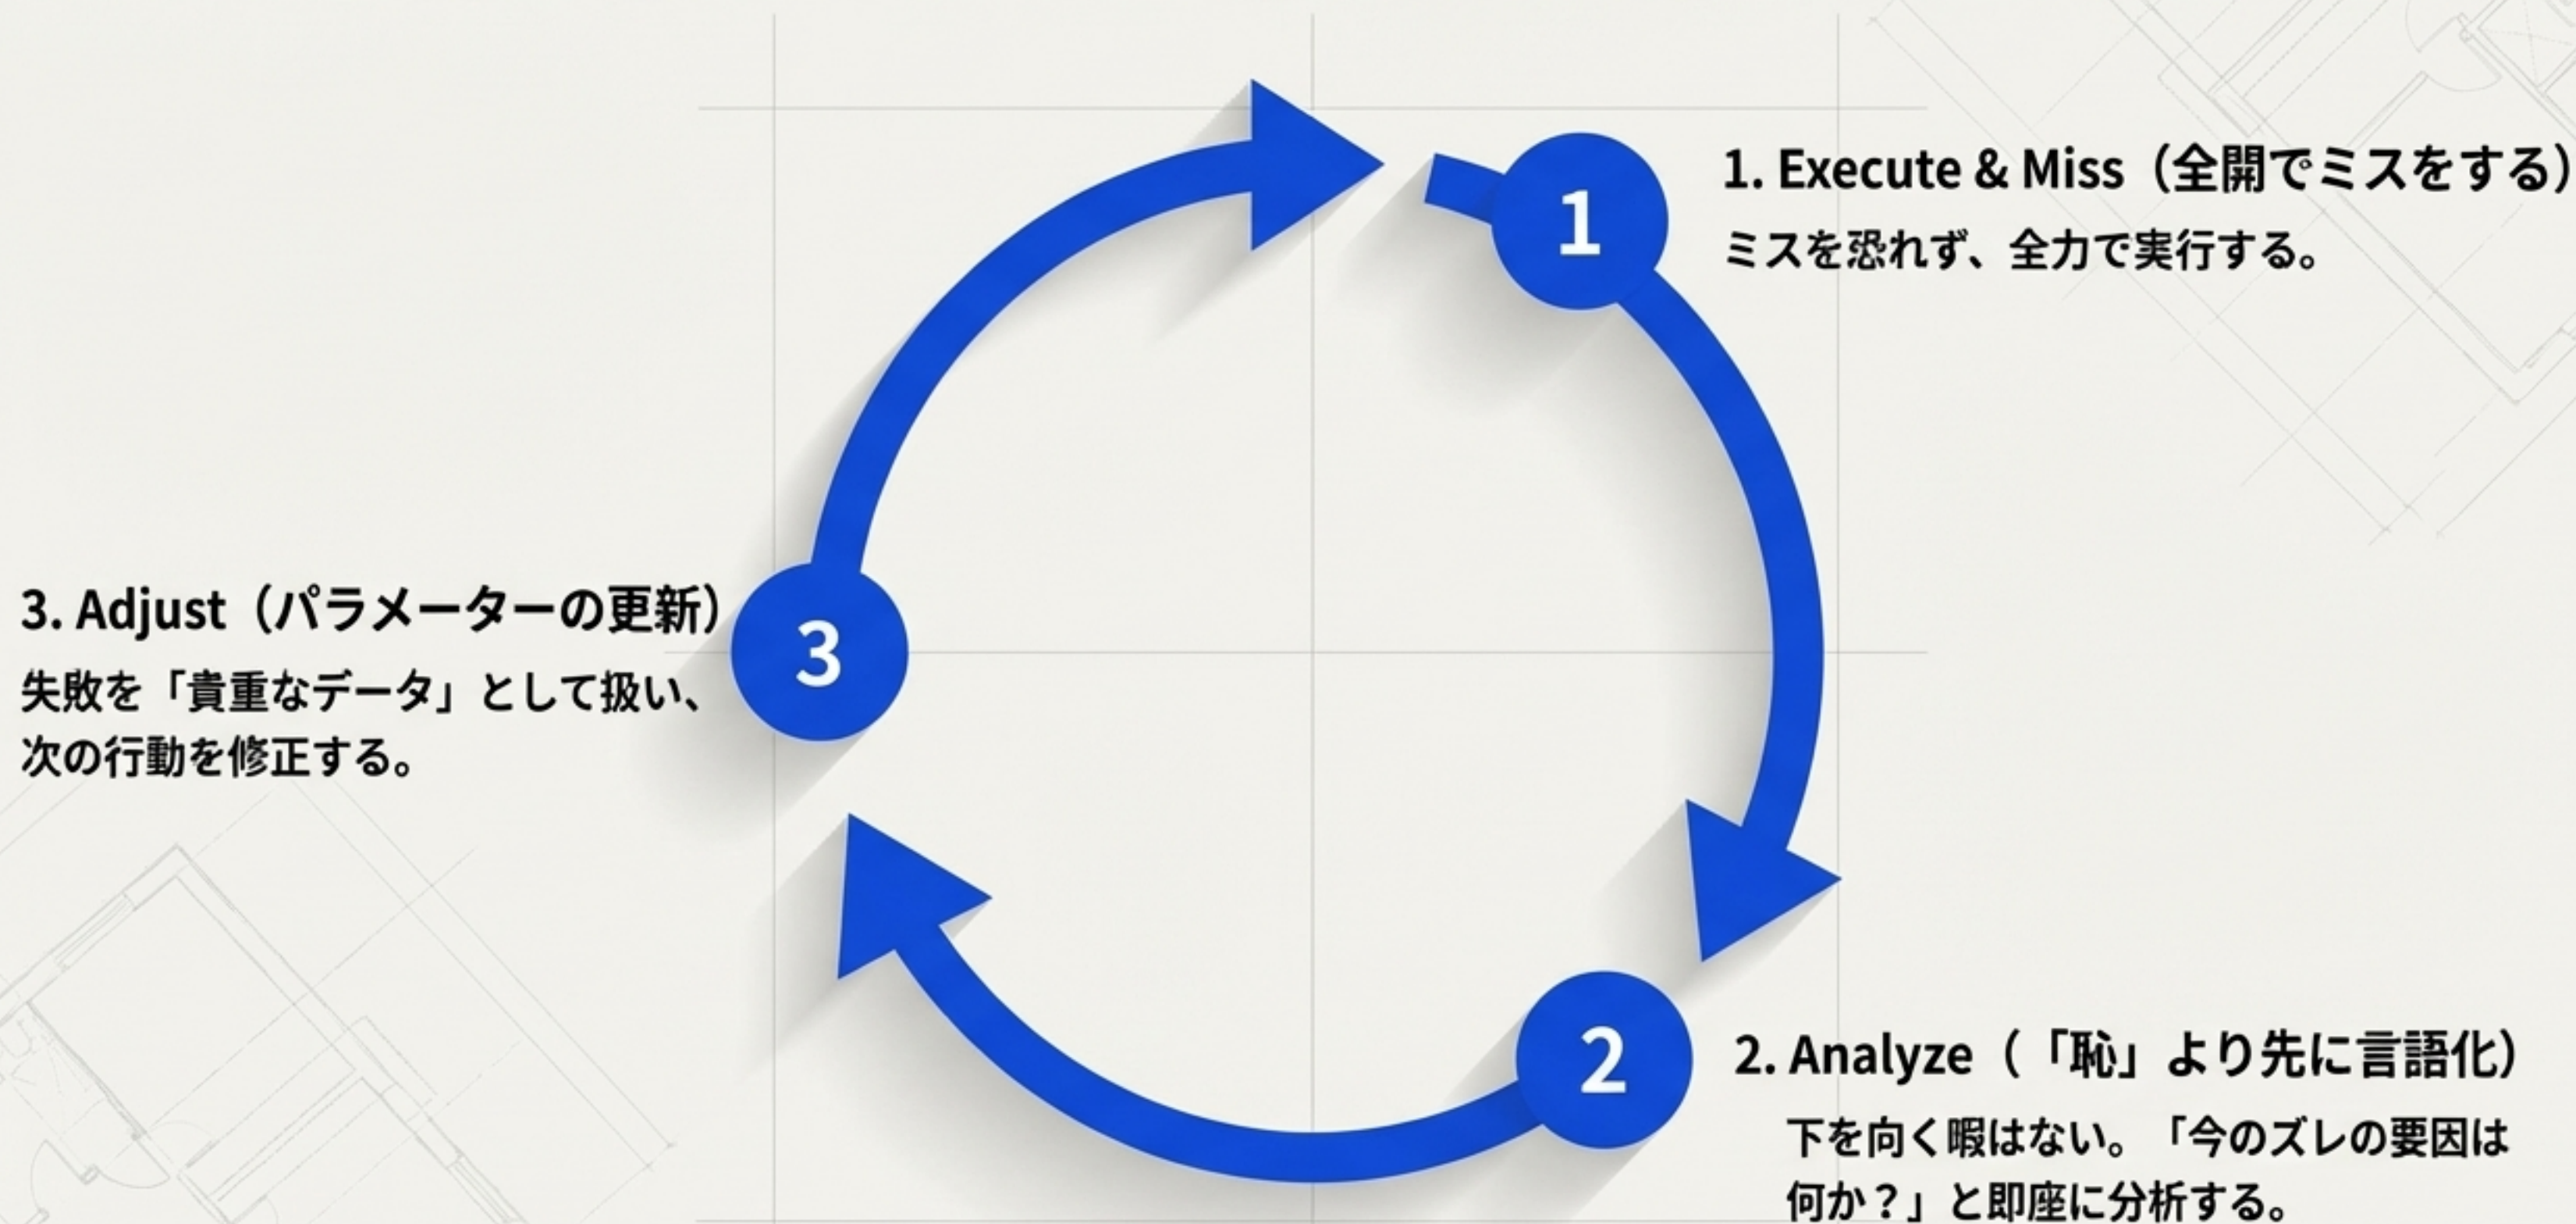 1
1. Execute & Miss（全開でミスをする）
ミスを恐れず、全力で実行する。
2
2. Analyze（「恥」より先に言語化）
下を向く暇はない。「今のズレの要因は
何か？」と即座に分析する。
3
3. Adjust（パラメーターの更新）
失敗を「貴重なデータ」として扱い、
次の行動を修正する。